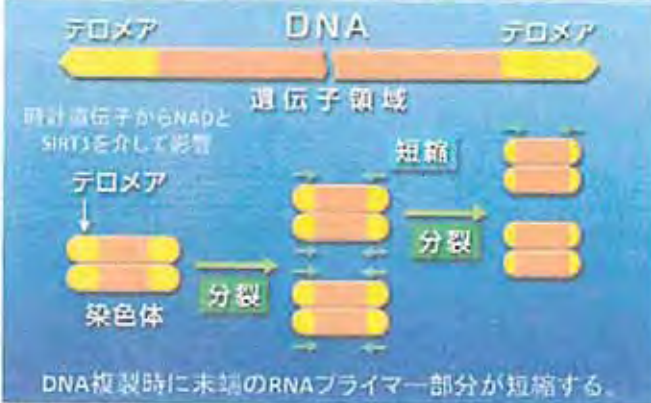 テロメア DNA テロメア
遺伝子領域
時計遺伝子からNADと
SIRT1を介して影響
テロメア
短縮
分裂
分裂
染色体
DNA複製時に末端のRNAプライマー部分が短縮する。